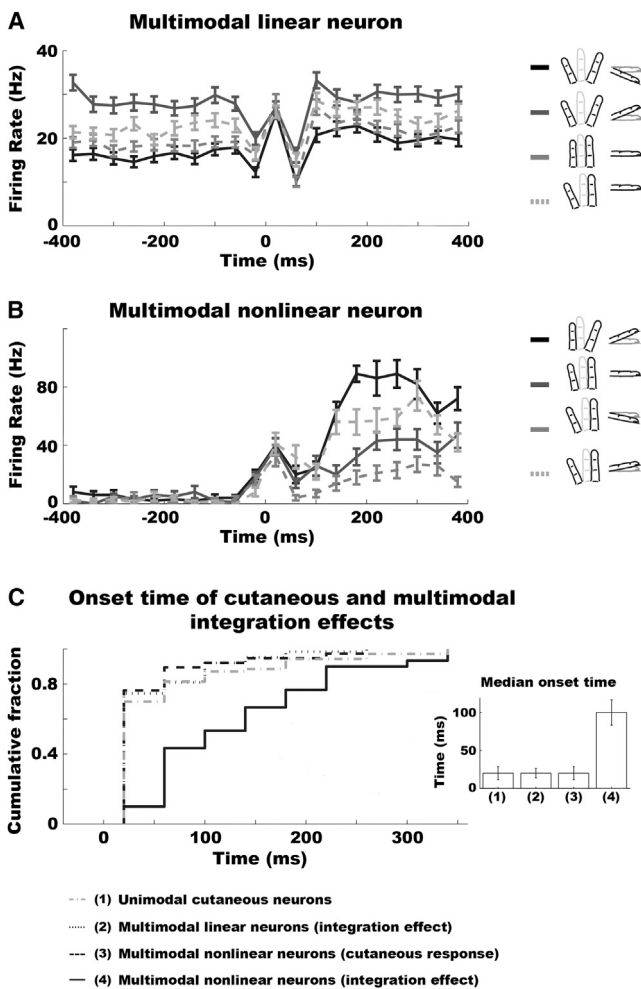 A
Multimodal linear neuron
Firing Rate (Hz)
40
20
0
-400 -200 0 200 400
Time (ms)
B
Multimodal nonlinear neuron
Firing Rate (Hz)
80
40
0
-400 -200 0 200 400
Time (ms)
C
Onset time of cutaneous and multimodal
integration effects
Cumulative fraction
0.8
0.4
0
0 100 200 300
Time (ms)
Median onset time
Time (ms)
100
50
0
(1) (2) (3) (4)
(1) Unimodal cutaneous neurons
(2) Multimodal linear neurons (integration effect)
(3) Multimodal nonlinear neurons (cutaneous response)
(4) Multimodal nonlinear neurons (integration effect)